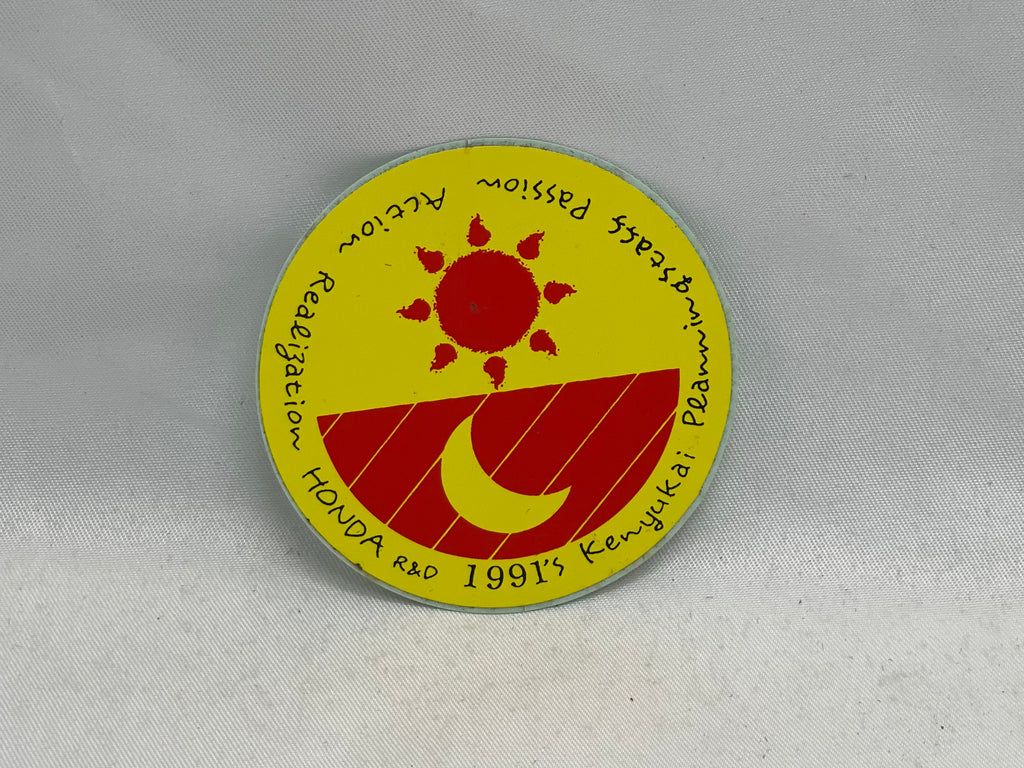 HONDA R&D 1991's Kenyukai Planningstaff Passion Action Realization